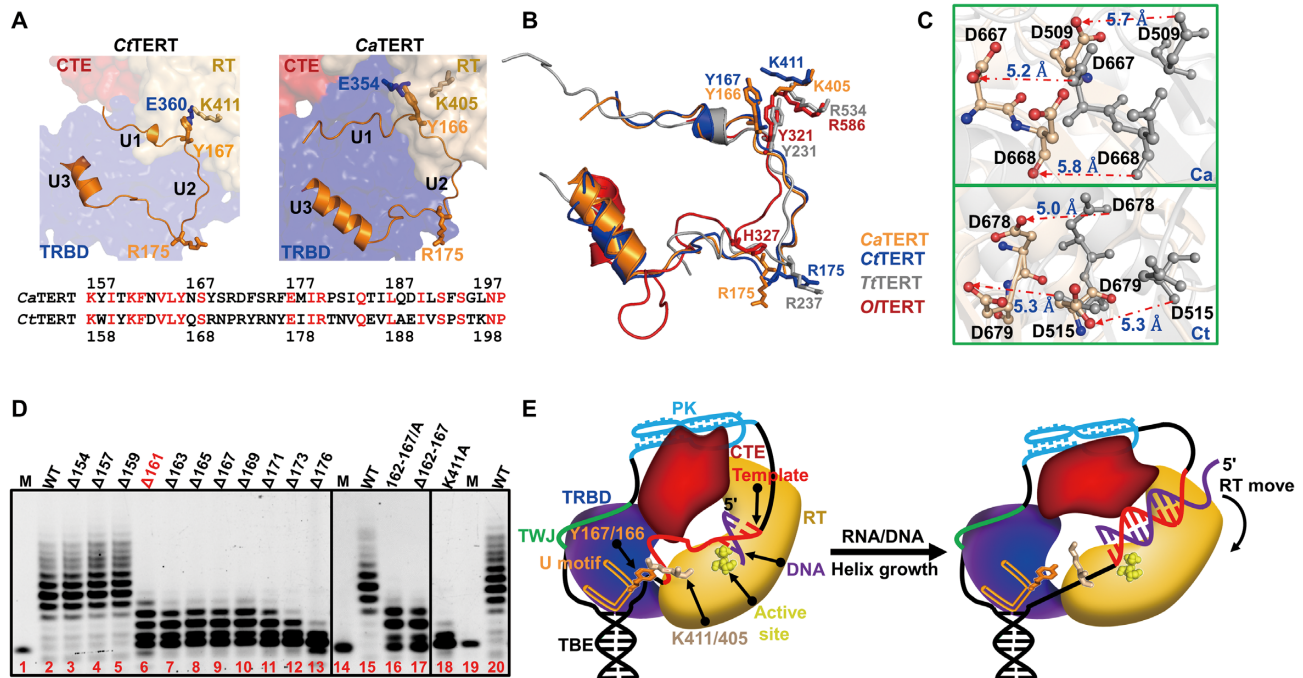 A
CtTERT
CaTERT
CTE
RT
E360
K411
U1
Y167
U3
U2
TRBD
R175
CTE
RT
E354
K405
U1
Y166
U2
U3
TRBD
R175
157 167 177 187 197
CaTERT KYITKFNVLYNSYSRDFSRFEMIRPSIQTILQDILSFSGLNP
CtTERT KWIYKFDVLYQSRNPRYRNYEIIRTNVQEVLAEIVSPSTKNP
158 168 178 188 198
B
Y167
Y166
K411
K405
R534
R586
Y321
Y231
H327
R175
R175
R237
CaTERT
CtTERT
TtTERT
OlTERT
C
5.7 Å
D667
D509
D509
D667
5.2 Å
D668
D668
5.8 Å
Ca
D678
5.0 Å
D678
D679
5.3 Å
D679
D515
5.3 Å
D515
Ct
D
M
WT
Δ154
Δ157
Δ159
Δ161
Δ163
Δ165
Δ167
Δ169
Δ171
Δ173
Δ176
M
WT
162-167/A
Δ162-167
K411A
M
WT
1 2 3 4 5 6 7 8 9 10 11 12 13 14 15 16 17 18 19 20
E
PK
CTE
Template
TRBD
5'
RT
TWJ
Y167/166
U motif
DNA
Active
site
K411/405
TBE
RNA/DNA
Helix growth
5'
RT move